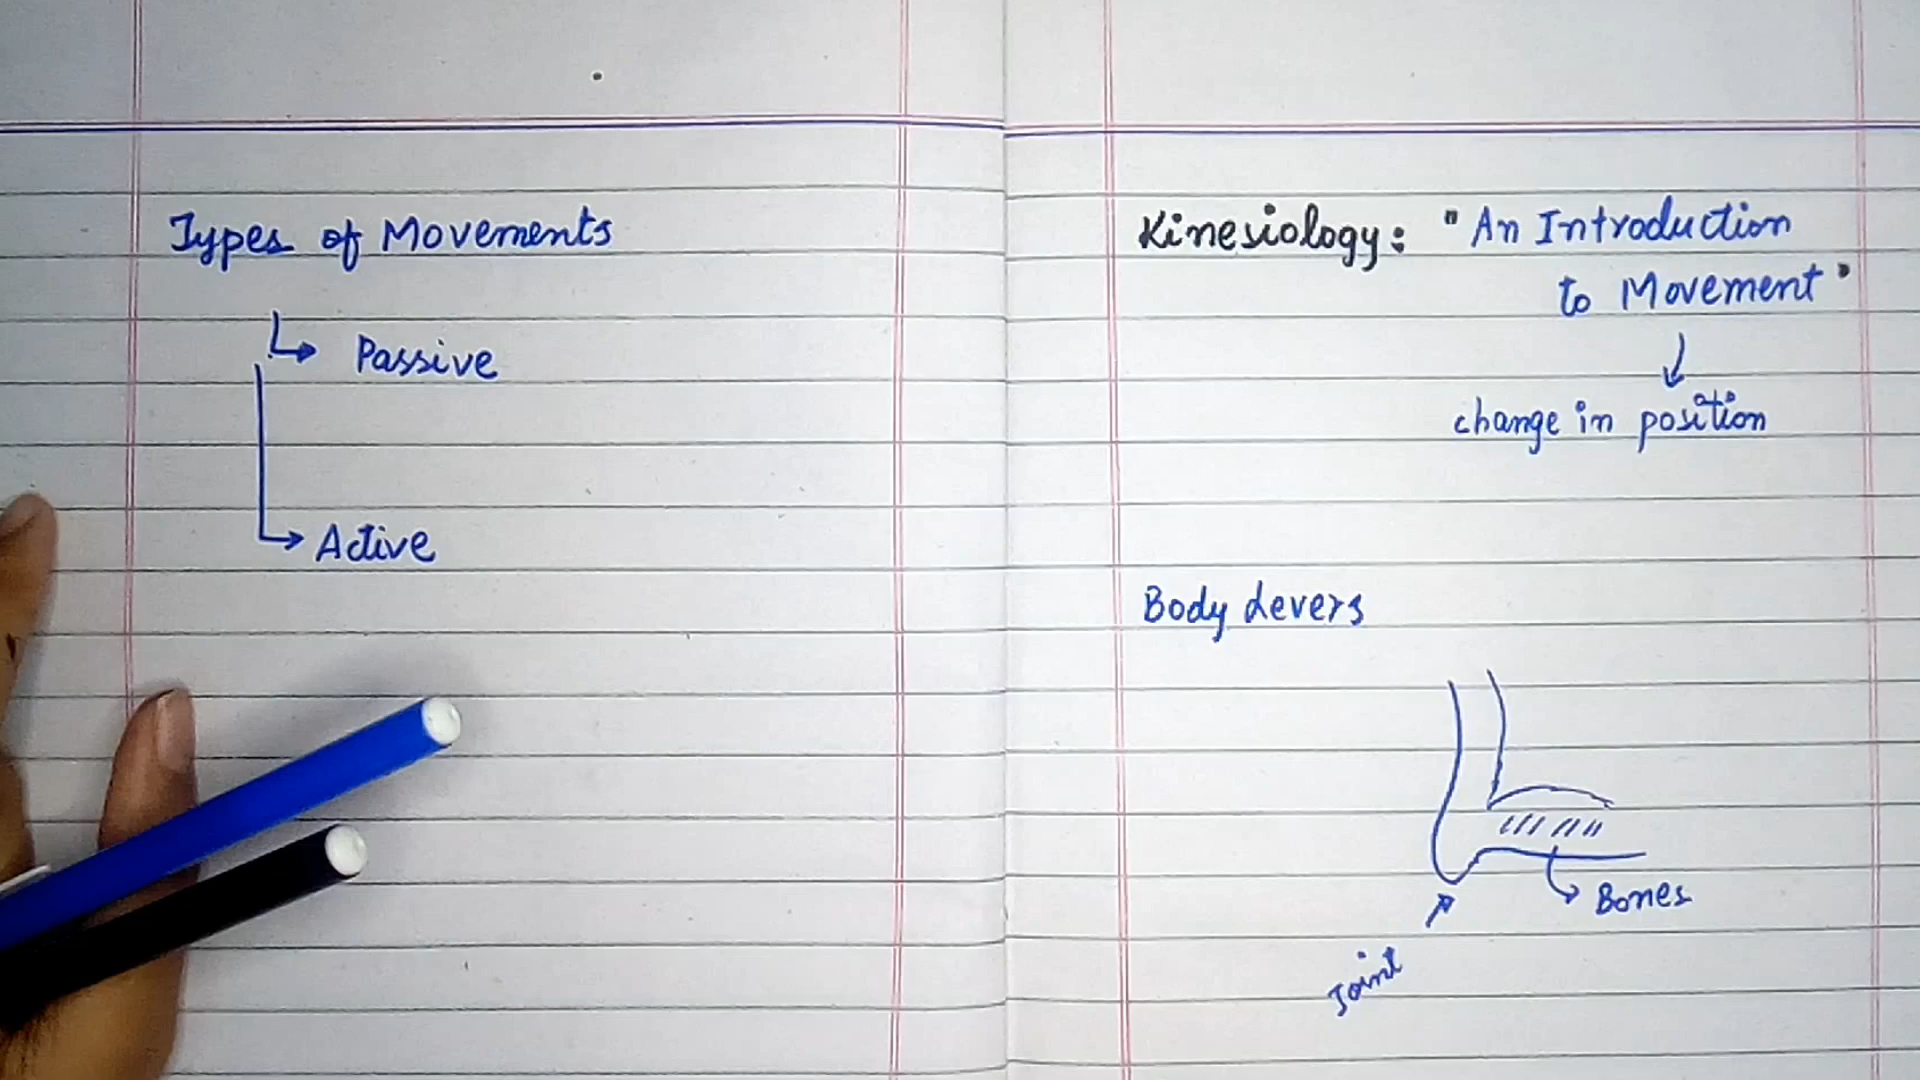 Types of Movements
Passive
Active
Kinesiology: "An Introduction
to Movement"
change in position
Body Levers
Bones
Joint